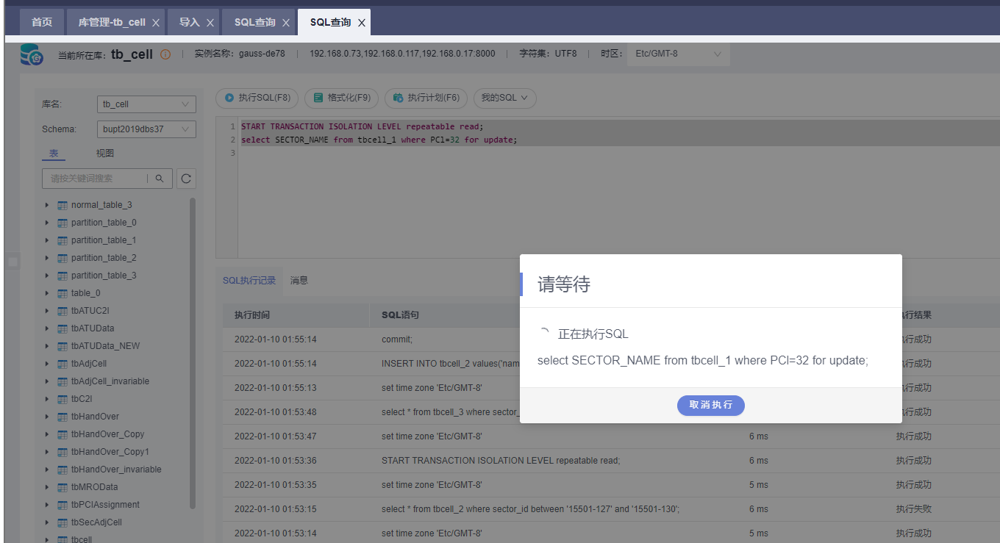 首页
库管理-tb_cell
导入
SQL查询
SQL查询
当前所在库: tb_cell
实例名称: gauss-de78
192.168.0.73,192.168.0.117,192.168.0.17:8000
字符集: UTF8
时区:
Etc/GMT-8
库名:
tb_cell
Schema:
bupt2019dbs37
表
视图
请按关键词搜索
normal_table_3
partition_table_0
partition_table_1
partition_table_2
partition_table_3
table_0
tbATUC2I
tbATUData
tbATUData_NEW
tbAdjCell
tbAdjCell_invariable
tbC2I
tbHandOver
tbHandOver_Copy
tbHandOver_Copy1
tbHandOver_invariable
tbMROData
tbPCIAssignment
tbSecAdjCell
tbcell
执行SQL(F8)
格式化(F9)
执行计划(F6)
我的SQL
1 START TRANSACTION ISOLATION LEVEL repeatable read;
2 select SECTOR_NAME from tbcell_1 where PCI=32 for update;
3
SQL执行记录
消息
执行时间
SQL语句
行结果
2022-01-10 01:55:14 commit; 行成功
2022-01-10 01:55:14 INSERT INTO tbcell_2 values('nam 行成功
2022-01-10 01:55:13 set time zone 'Etc/GMT-8' 行成功
2022-01-10 01:53:48 select * from tbcell_3 where sector_ 行成功
2022-01-10 01:53:47 set time zone 'Etc/GMT-8' 6 ms 执行成功
2022-01-10 01:53:36 START TRANSACTION ISOLATION LEVEL repeatable read; 6 ms 执行成功
2022-01-10 01:53:35 set time zone 'Etc/GMT-8' 5 ms 执行成功
2022-01-10 01:53:15 select * from tbcell_2 where sector_id between '15501-127' and '15501-130'; 6 ms 执行失败
2022-01-10 01:53:14 set time zone 'Etc/GMT-8' 5 ms 执行成功
请等待
正在执行SQL
select SECTOR_NAME from tbcell_1 where PCI=32 for update;
取消执行